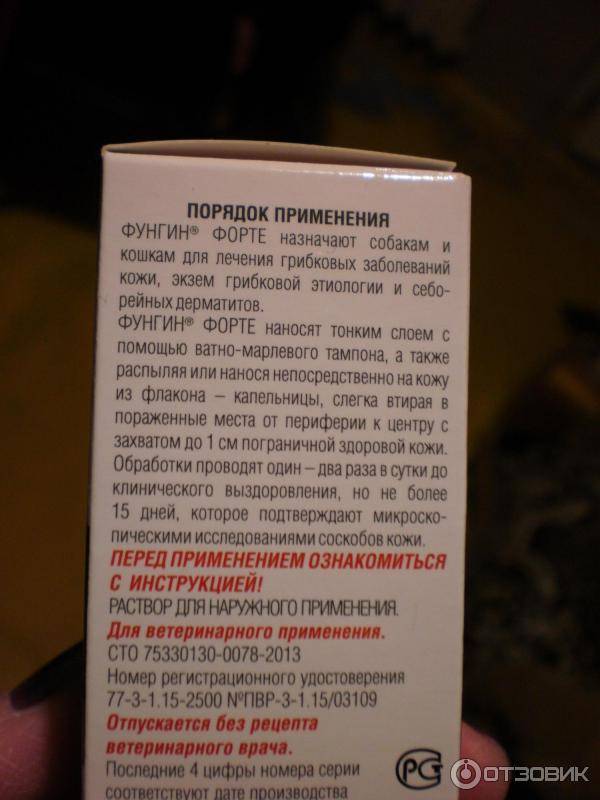 ПОРЯДОК ПРИМЕНЕНИЯ
ФУНГИН® ФОРТЕ назначают собакам и
кошкам для лечения грибковых заболеваний
кожи, экзем грибковой этиологии и себо-
рейных дерматитов.
ФУНГИН® ФОРТЕ наносят тонким слоем с
помощью ватно-марлевого тампона, а также
распыляя или нанося непосредственно на кожу
из флакона – капельницы, слегка втирая в
пораженные места от периферии к центру с
захватом до 1 см пограничной здоровой кожи.
Обработки проводят один – два раза в сутки до
клинического выздоровления, но не более
15 дней, которое подтверждают микроско-
пическими исследованиями соскобов кожи.
ПЕРЕД ПРИМЕНЕНИЕМ ОЗНАКОМИТЬСЯ
С ИНСТРУКЦИЕЙ!
РАСТВОР ДЛЯ НАРУЖНОГО ПРИМЕНЕНИЯ.
Для ветеринарного применения.
СТО 75330130-0078-2013
Номер регистрационного удостоверения
77-3-1.15-2500 №ПВР-3-1.15/03109
Отпускается без рецепта
ветеринарного врача.
Последние 4 цифры номера серии
соответствуют дате производства
РСТ
ОТЗОВИК